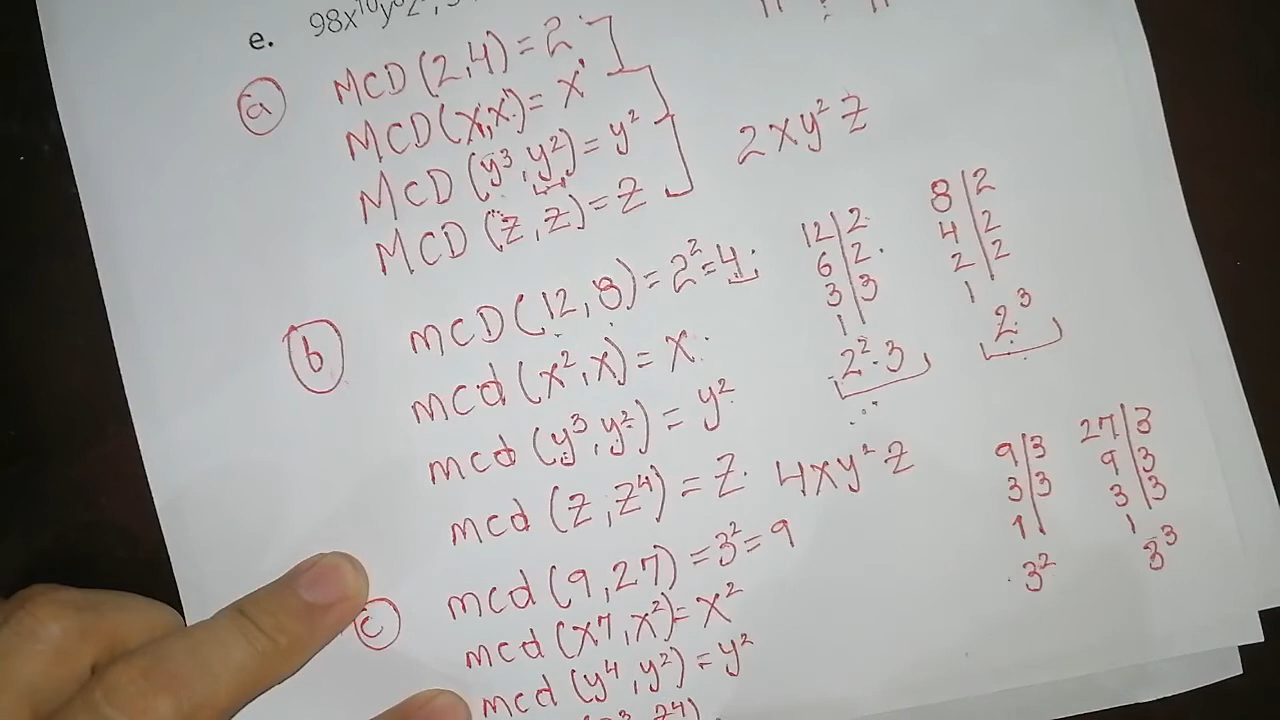 e. 98x¹⁰y
a MCD(2,4) = 2
MCD(x,x) = x
MCD(y³,y²) = y²
MCD(z,z) = z
2xy²z
b mCD(12,8) = 2² = 4
mcd(x²,x) = x
mcd(y³,y²) = y²
mcd(z,z⁴) = z
4xy²z
12|2
6|2
3|3
1|
2²·3
8|2
4|2
2|2
1
2³
c mcd(9,27) = 3² = 9
mcd(x⁷,x²) = x²
mcd(y⁴,y²) = y²
9|3
3|3
1|
3²
27|3
9|3
3|3
1
3³